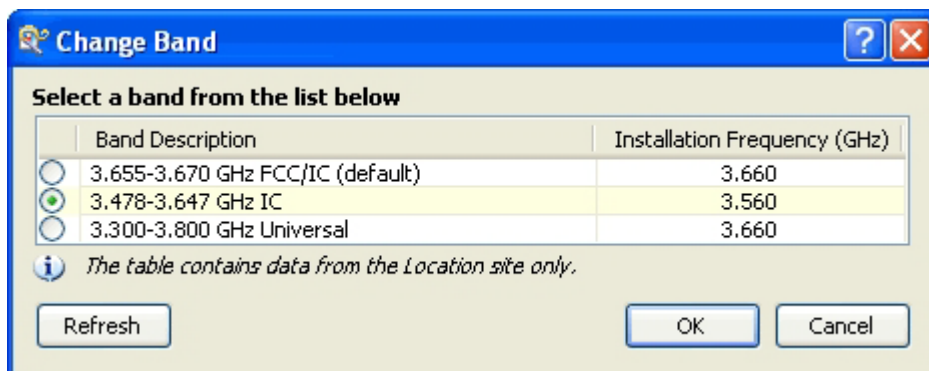 Change Band
Select a band from the list below
Band Description Installation Frequency (GHz)
3.655-3.670 GHz FCC/IC (default) 3.660
3.478-3.647 GHz IC 3.560
3.300-3.800 GHz Universal 3.660
The table contains data from the Location site only.
Refresh OK Cancel